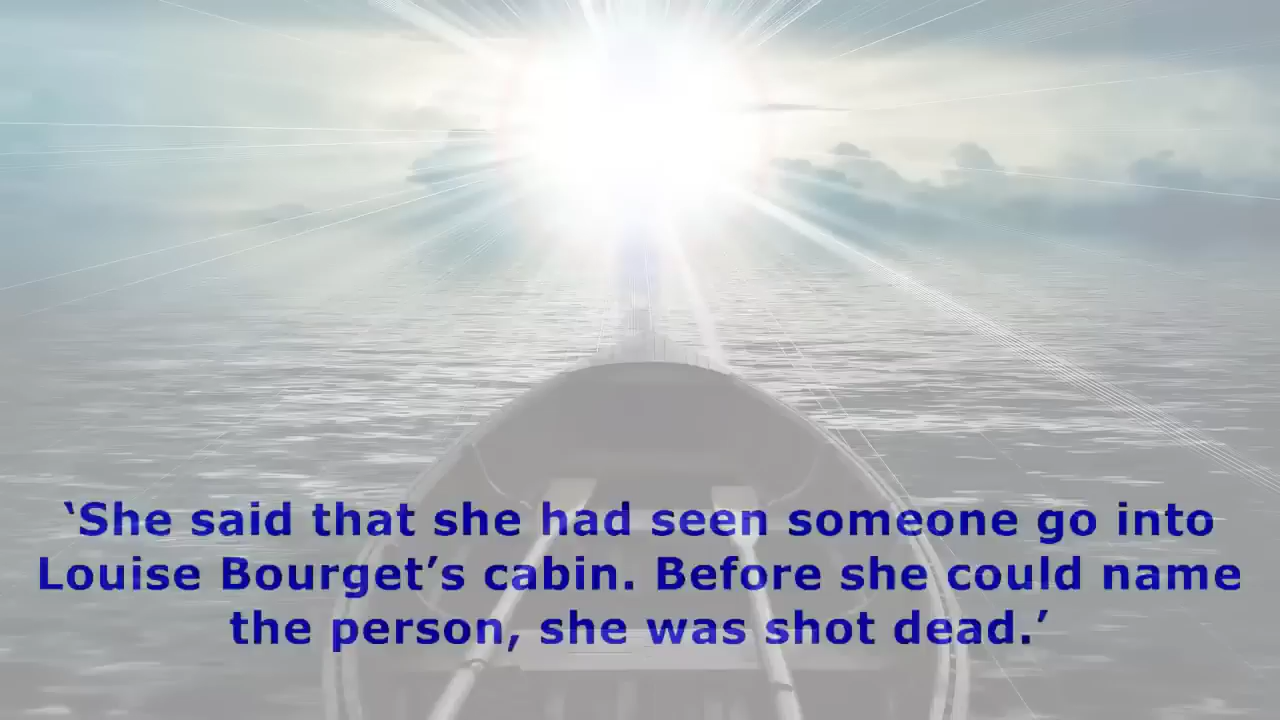 ‘She said that she had seen someone go into
Louise Bourget’s cabin. Before she could name
the person, she was shot dead.’